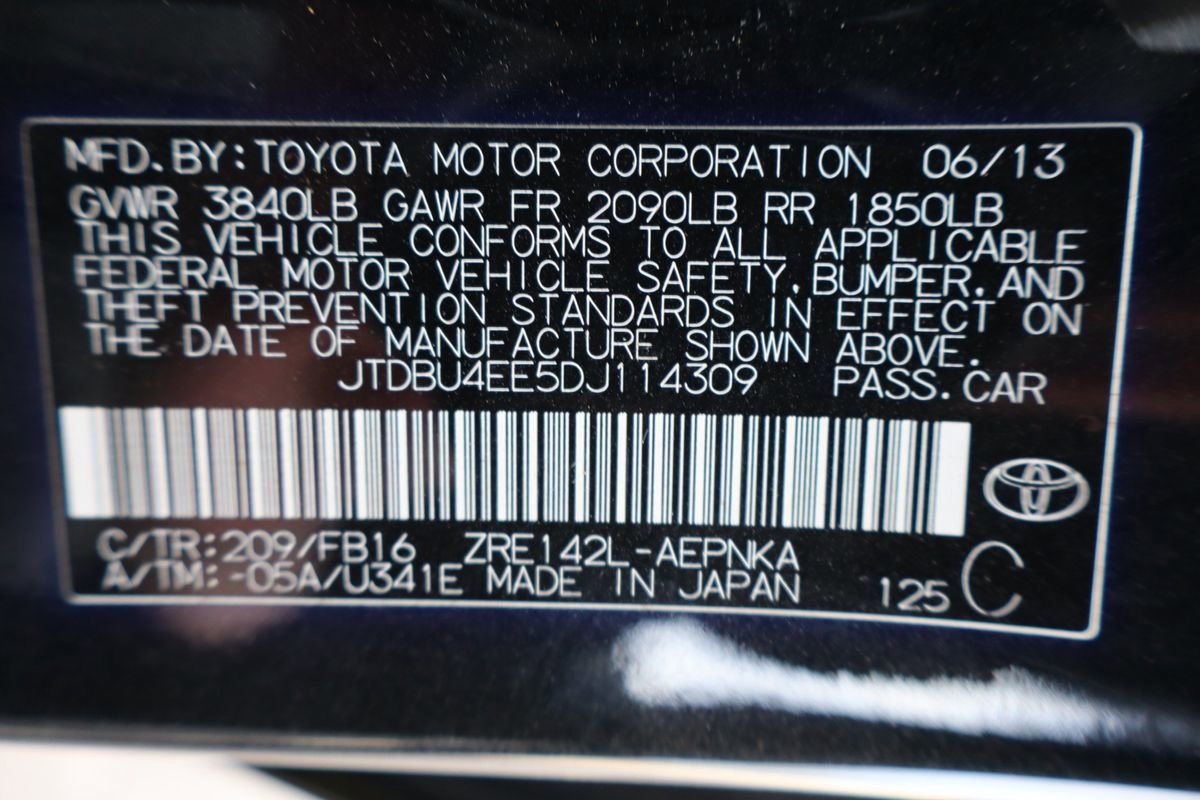 MFD.BY:TOYOTA MOTOR CORPORATION 06/13
GVWR 3840LB GAWR FR 2090LB RR 1850LB
THIS VEHICLE CONFORMS TO ALL APPLICABLE
FEDERAL MOTOR VEHICLE SAFETY,BUMPER,AND
THEFT PREVENTION STANDARDS IN EFFECT ON
THE DATE OF MANUFACTURE SHOWN ABOVE.
JTDBU4EE5DJ114309 PASS.CAR
C/TR:209/FB16 ZRE142L-AEPNKA
A/TM:-05A/U341E MADE IN JAPAN 125 C